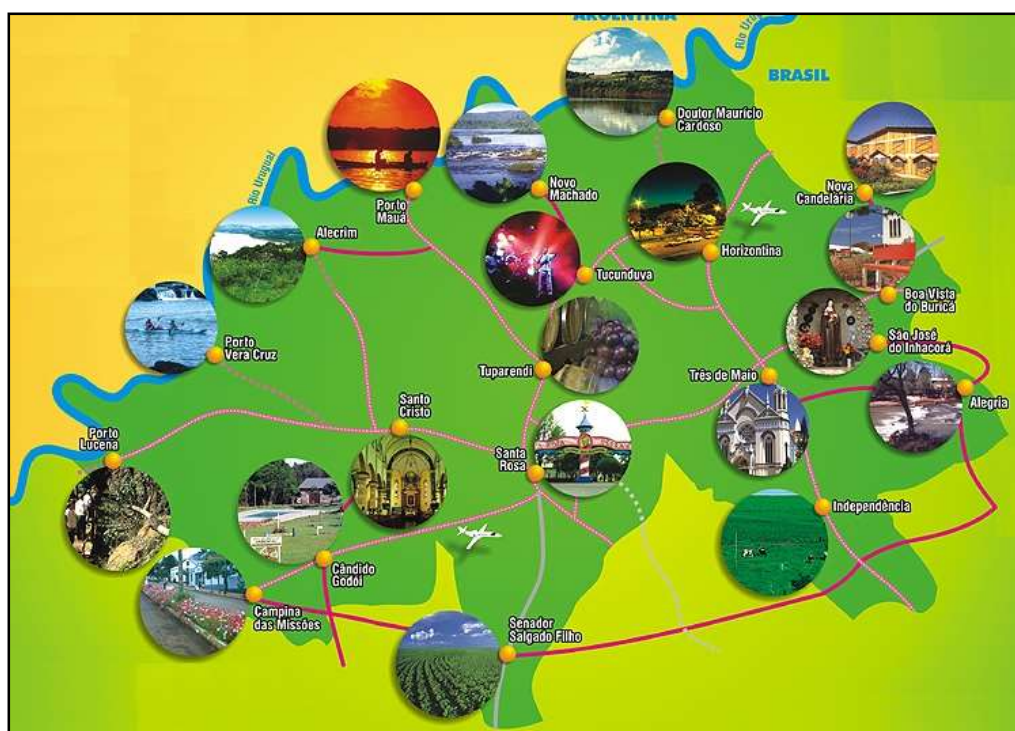 ARGENTINA
Rio Uruguai
BRASIL
Doutor Maurício
Cardoso
Nova
Candelária
Novo
Machado
Porto
Mauá
Rio Uruguai
Alecrim
Horizontina
Tucunduva
Boa Vista
do Buricá
São José
do Inhacorá
Porto
Vera Cruz
Tuparendi
Três de Maio
Alegria
Santo
Cristo
Porto
Lucena
Santa
Rosa
Independência
Cândido
Godói
Campina
das Missões
Senador
Salgado Filho